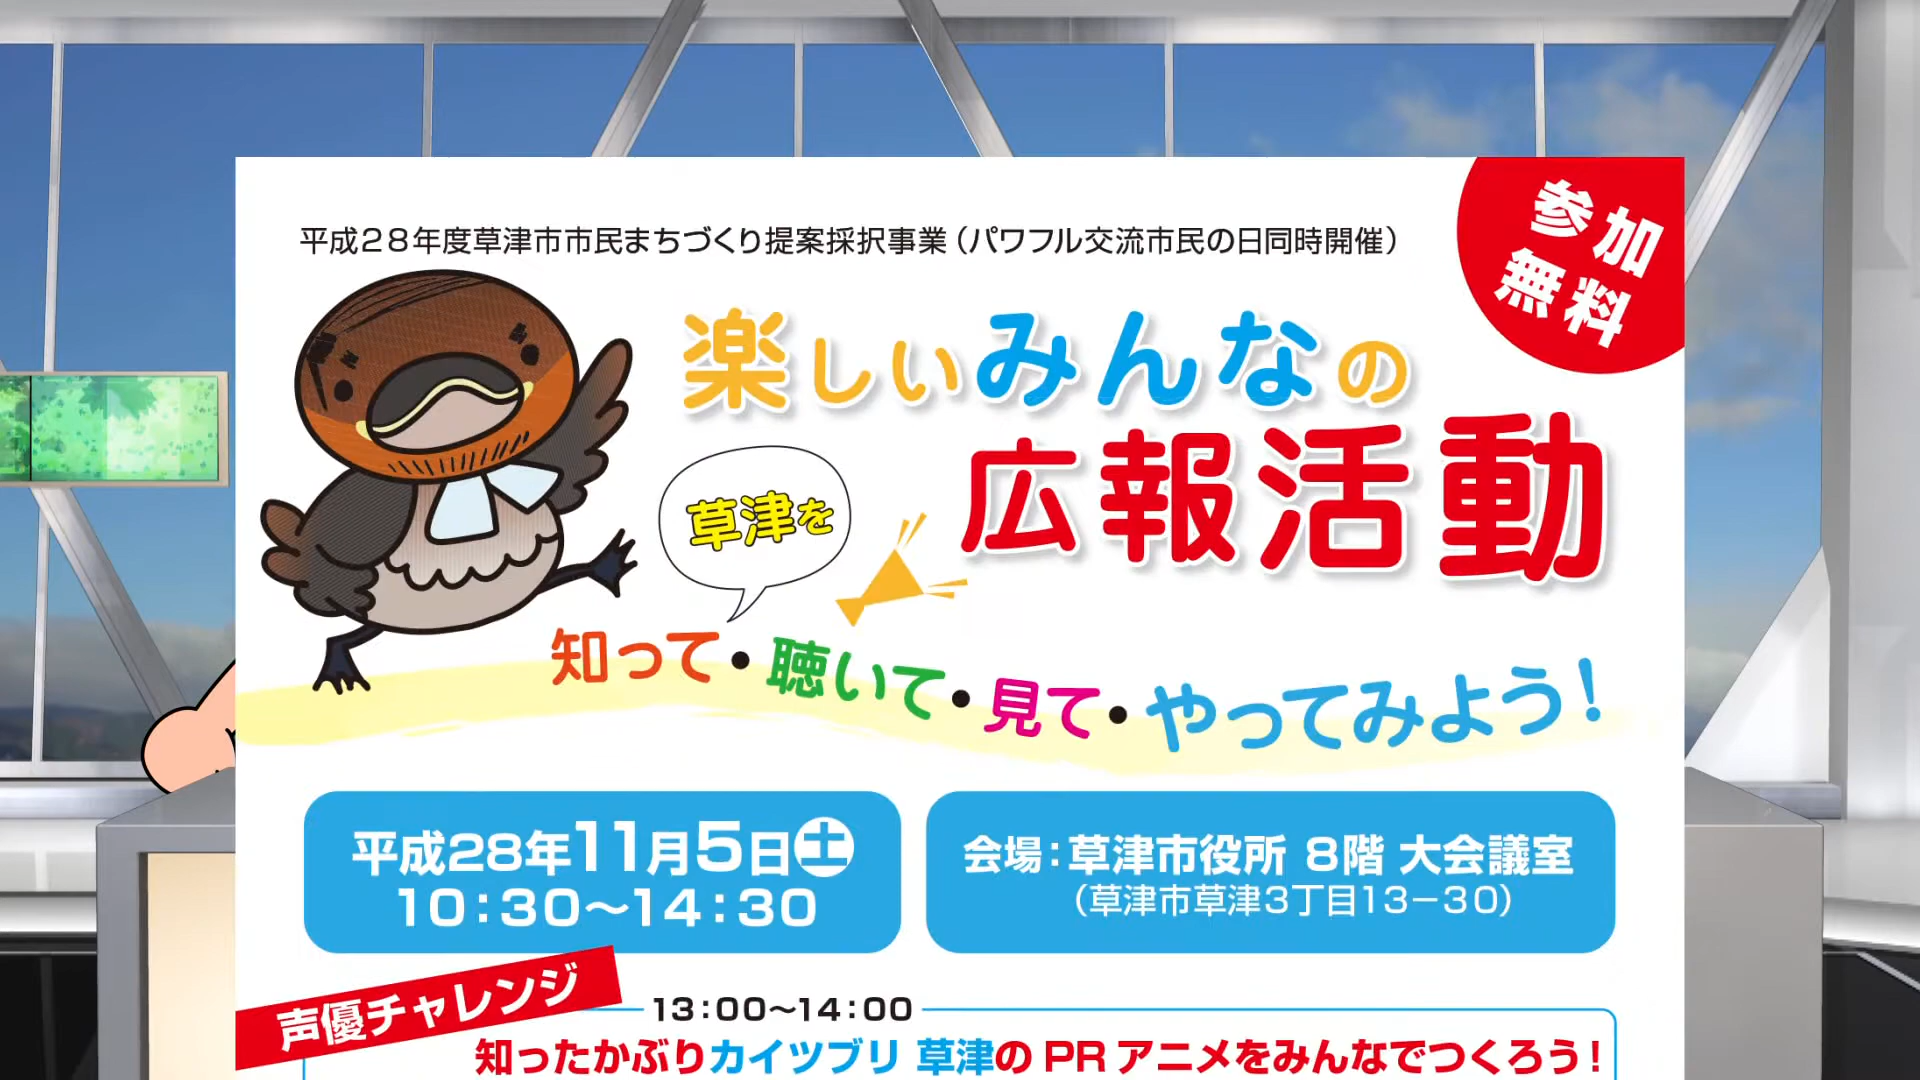 平成２８年度草津市市民まちづくり提案採択事業（パワフル交流市民の日同時開催）
参加
無料
楽しいみんなの
広報活動
草津を
知って・聴いて・見て・やってみよう！
平成28年11月5日㊏
10：30～14：30
会場：草津市役所 ８階 大会議室
（草津市草津３丁目１３－３０）
声優チャレンジ
13：00～14：00
知ったかぶりカイツブリ 草津のPRアニメをみんなでつくろう！